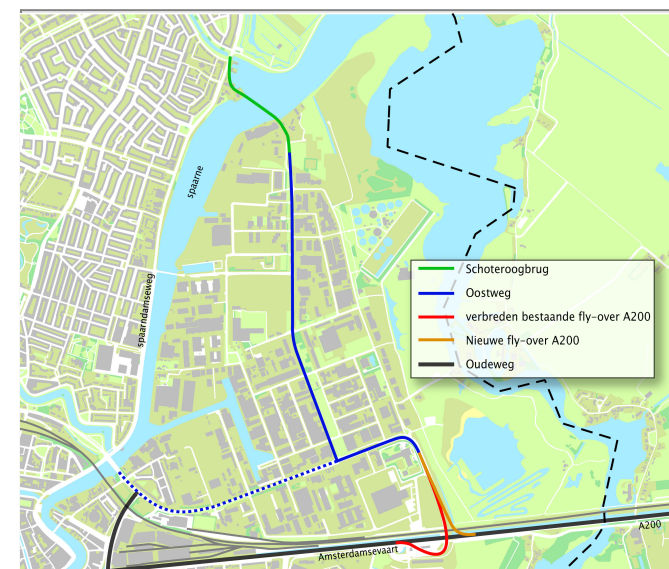 spaarne
spaarndamseweg
Schoteroogbrug
Oostweg
verbreden bestaande fly-over A200
Nieuwe fly-over A200
Oudeweg
A200
Amsterdamsevaart